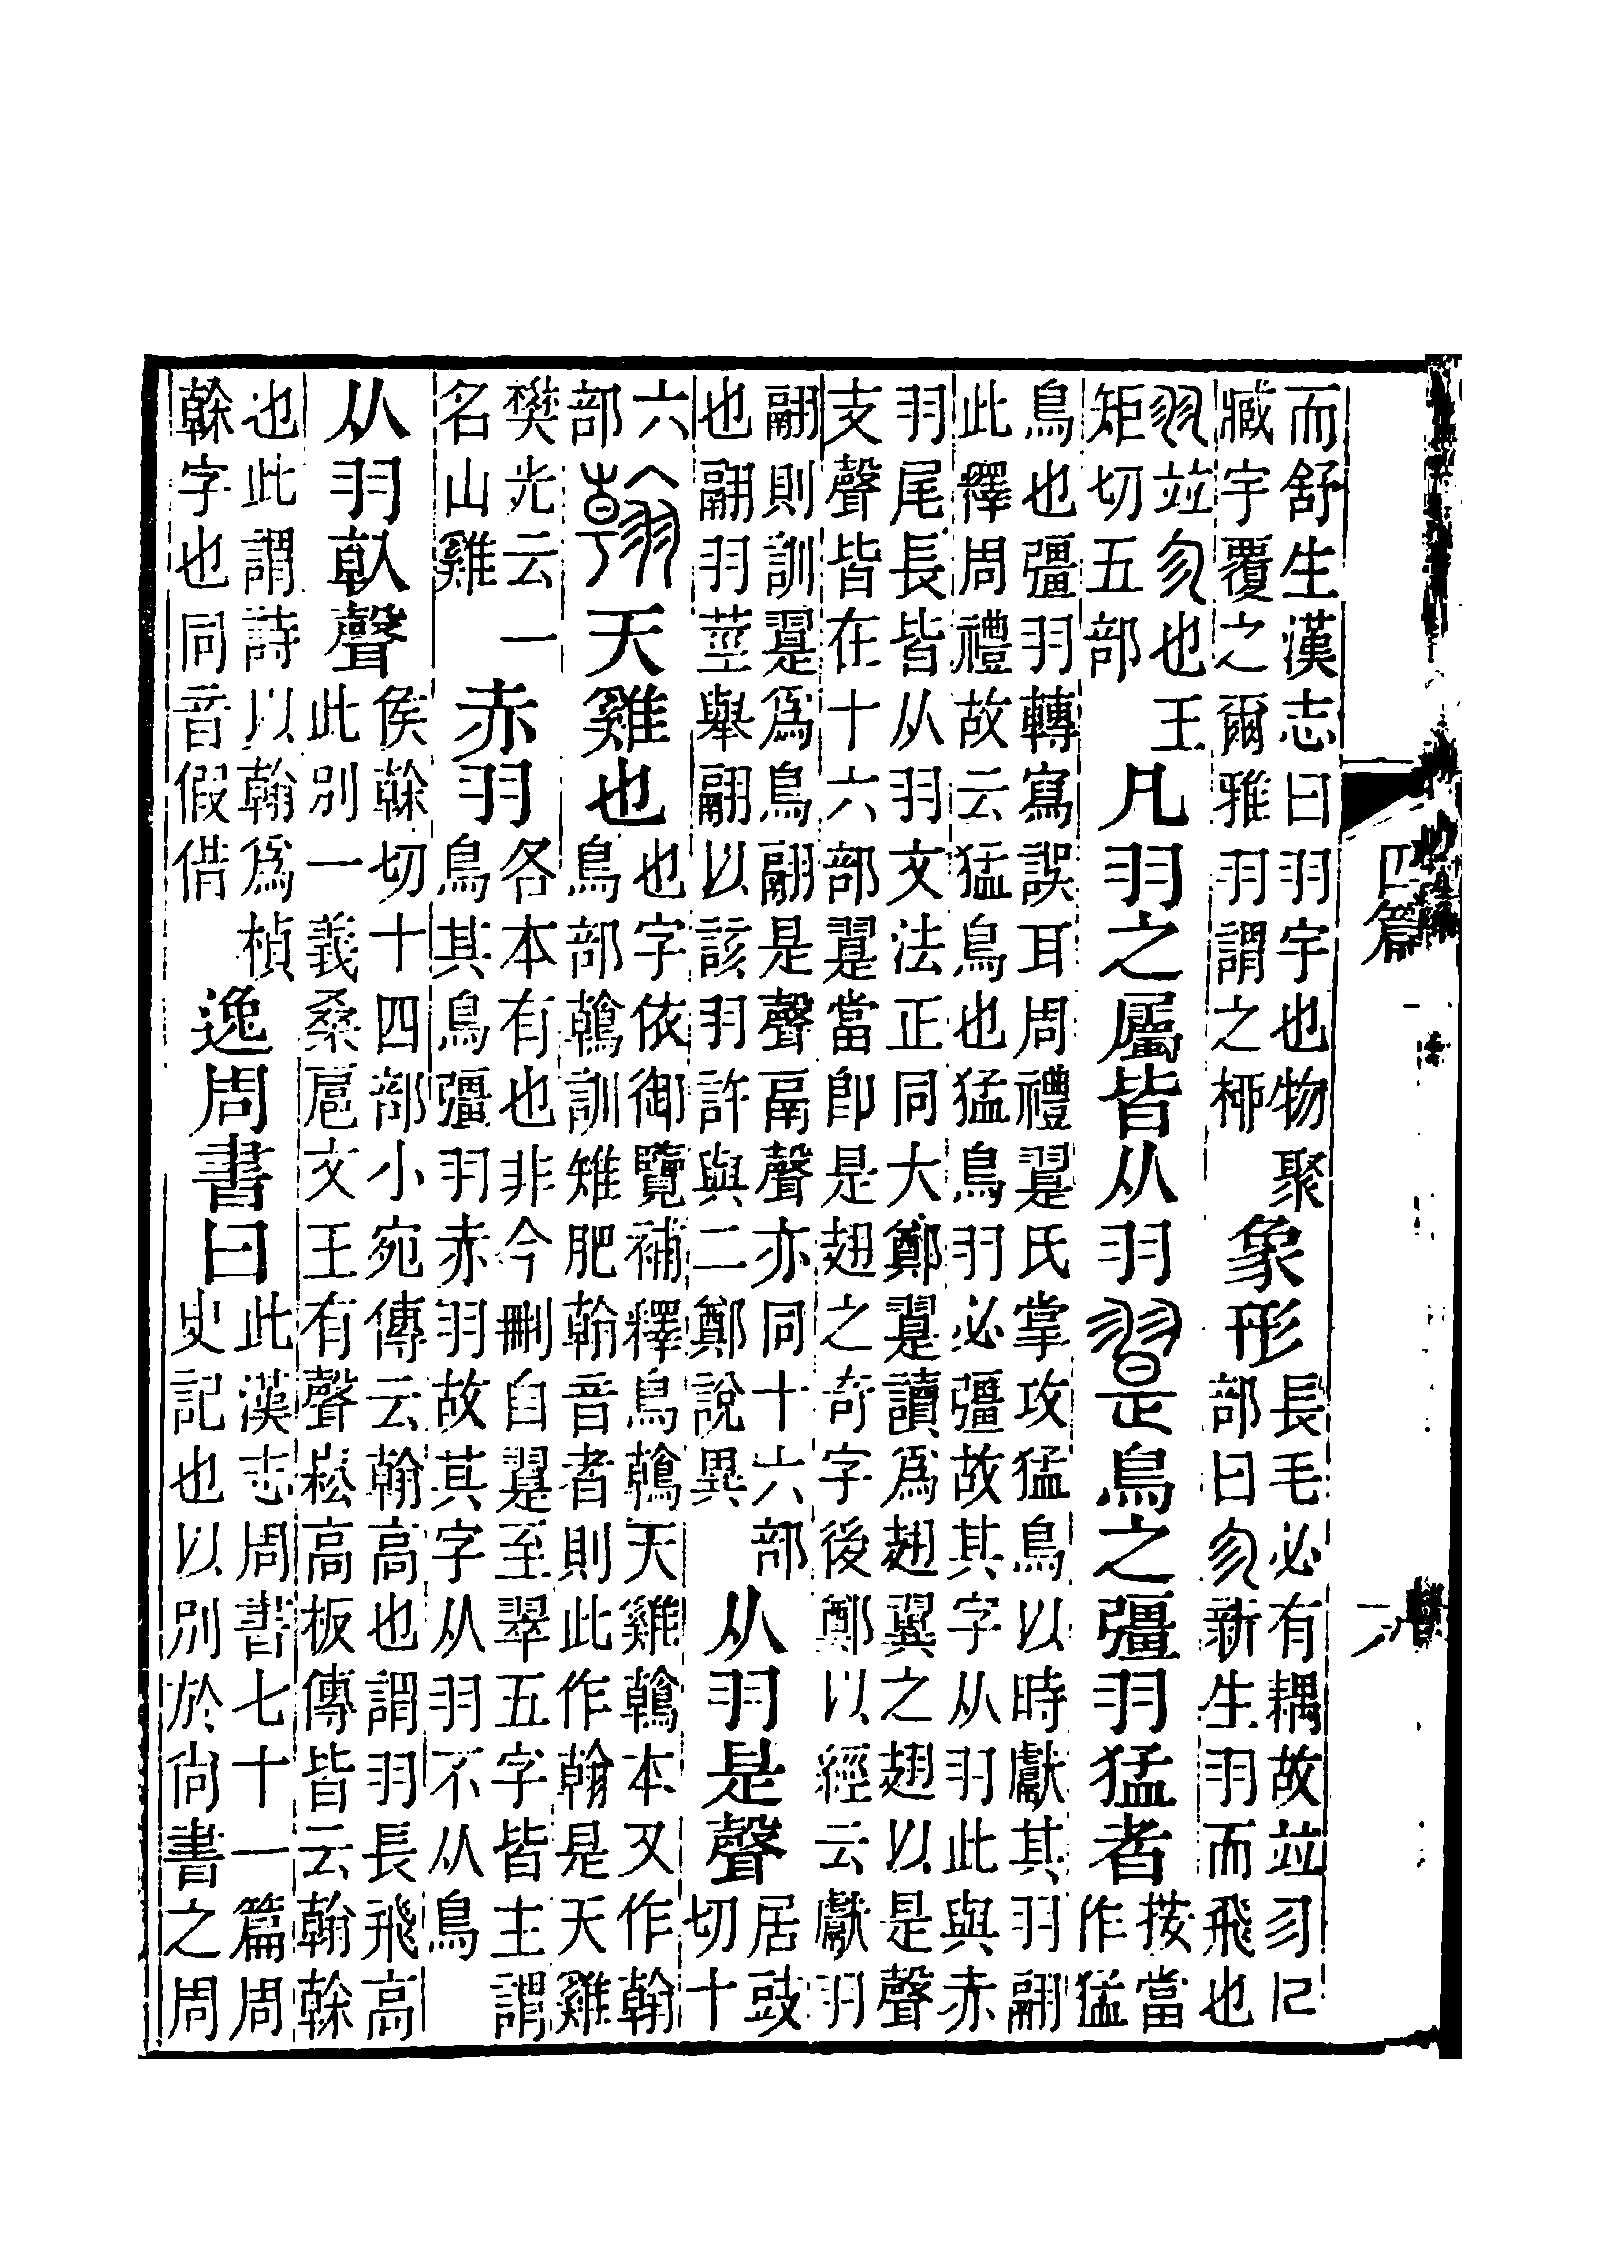 四篇
而舒生漢志曰羽宇也物聚
臧宇覆之爾雅羽謂之栁
象形
長毛必有耦故竝㐱㔾
部曰㐱新生羽而飛也
羽竝㐱也王
矩切五部
凡羽之屬皆从羽翨鳥之彊羽猛者
按當
作猛
鳥也彊羽轉寫誤耳周禮翨氏掌攻猛鳥以時獻其羽翮
此釋周禮故云猛鳥也猛鳥羽必彊故其字从羽此與赤
羽尾長皆从羽文法正同大鄭翨讀爲翅翼之翅以是聲
支聲皆在十六部翨當卽是翅之奇字後鄭以經云獻羽
翮則訓翨爲鳥翮是聲鬲聲亦同十六部
也翮羽莖舉翮以該羽許與二鄭說異
从羽是聲
居豉
切十
六
部
翰天雞也
也字依御覽補釋鳥鶾天雞鶾本又作翰
鳥部鶾訓雉肥翰音者則此作翰是天雞
樊光云一
名山雞
赤羽
各本有也非今刪自翨至翠五字皆主謂
鳥其鳥彊羽赤羽故其字从羽不从鳥
从羽倝聲
侯榦切十四部小宛傳云翰高也謂羽長飛高
此別一義桑扈文王有聲崧高板傳皆云翰榦
也此謂詩以翰爲楨
榦字也同音假借
逸周書曰
此漢志周書七十一篇周
史記也以別於尙書之周